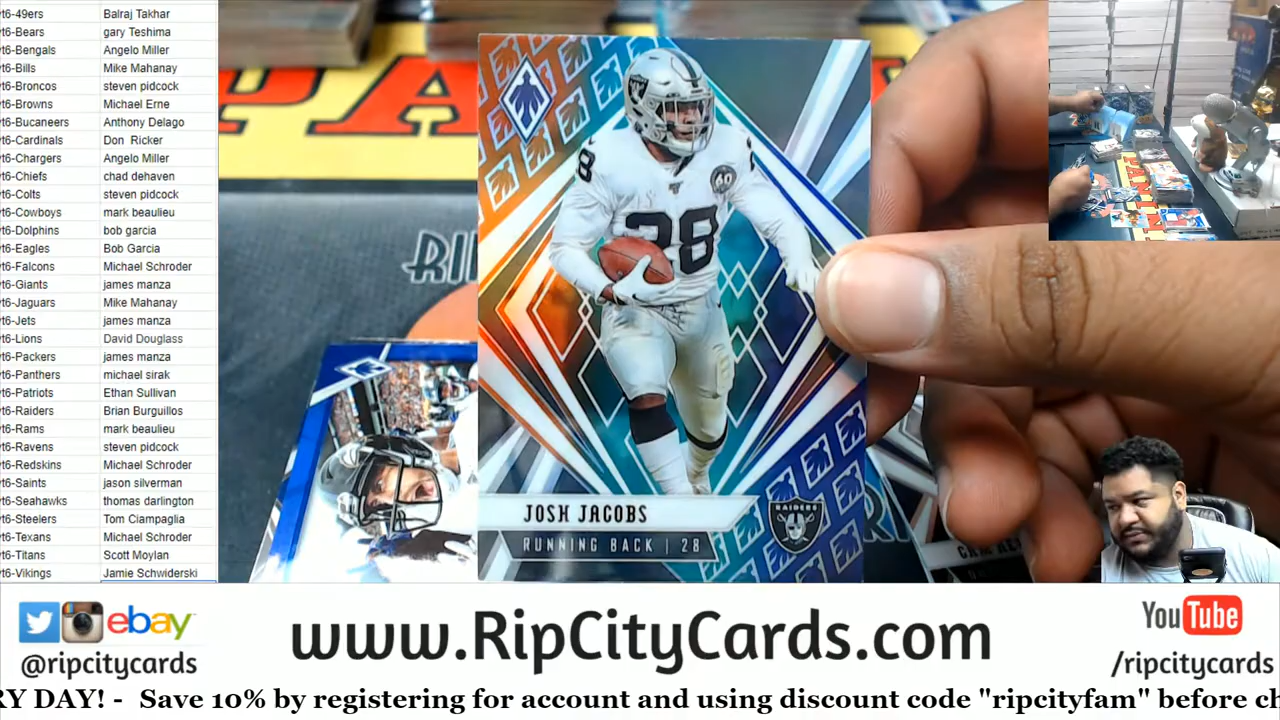 t6-49ers Balraj Takhar
t6-Bears gary Teshima
t6-Bengals Angelo Miller
t6-Bills Mike Mahanay
t6-Broncos steven pidcock
t6-Browns Michael Erne
t6-Bucaneers Anthony Delago
t6-Cardinals Don Ricker
t6-Chargers Angelo Miller
t6-Chiefs chad dehaven
t6-Colts steven pidcock
t6-Cowboys mark beaulieu
t6-Dolphins bob garcia
t6-Eagles Bob Garcia
t6-Falcons Michael Schroder
t6-Giants james manza
t6-Jaguars Mike Mahanay
t6-Jets james manza
t6-Lions David Douglass
t6-Packers james manza
t6-Panthers michael sirak
t6-Patriots Ethan Sullivan
t6-Raiders Brian Burguillos
t6-Rams mark beaulieu
t6-Ravens steven pidcock
t6-Redskins Michael Schroder
t6-Saints jason silverman
t6-Seahawks thomas darlington
t6-Steelers Tom Ciampaglia
t6-Texans Michael Schroder
t6-Titans Scott Moylan
t6-Vikings Jamie Schwiderski
PA
RI
28
60
JOSH JACOBS
RUNNING BACK | 28
RAIDERS
PANINI
ebay
@ripcitycards
www.RipCityCards.com
YouTube
/ripcitycards
RY DAY! - Save 10% by registering for account and using discount code "ripcityfam" before ch